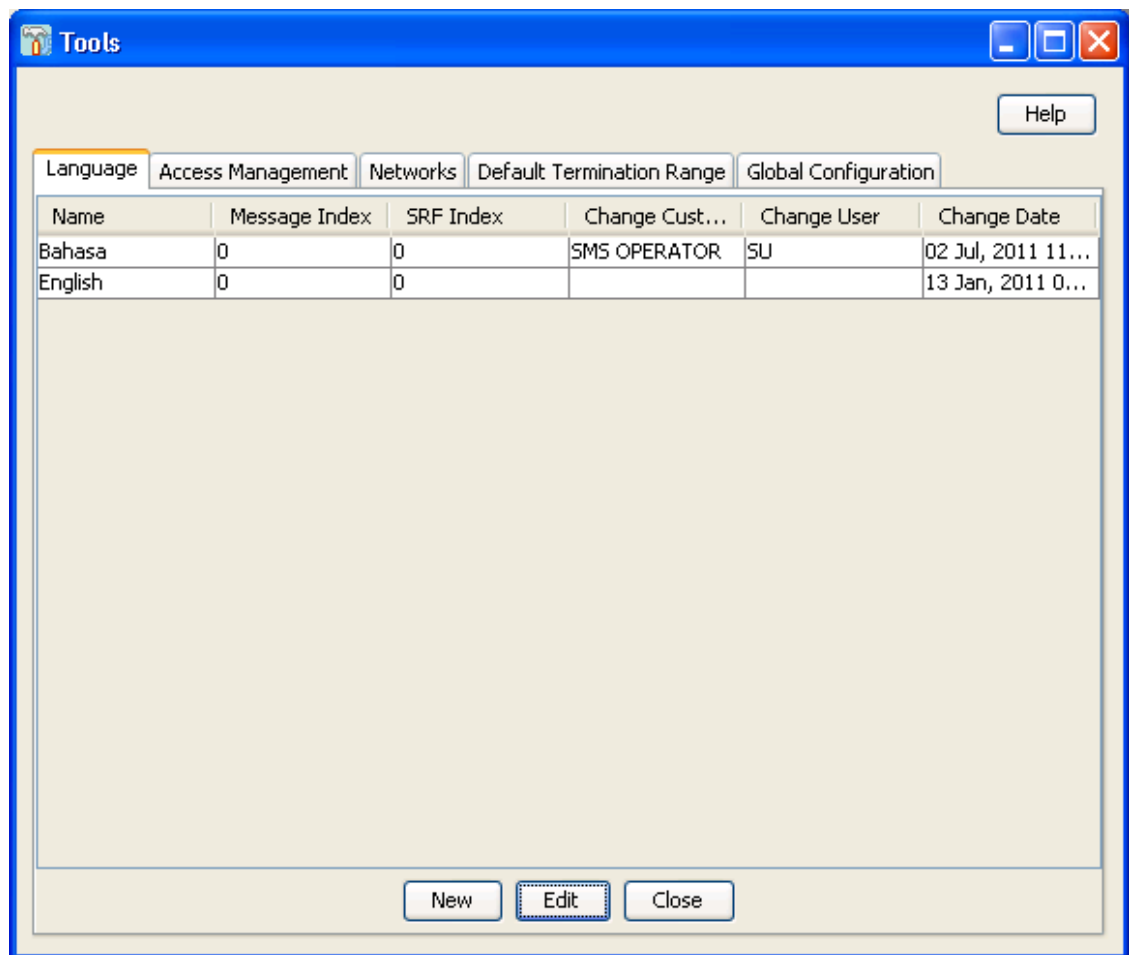 Tools
Help
Language Access Management Networks Default Termination Range Global Configuration
Name Message Index SRF Index Change Cust... Change User Change Date
Bahasa 0 0 SMS OPERATOR SU 02 Jul, 2011 11...
English 0 0 13 Jan, 2011 0...
New Edit Close